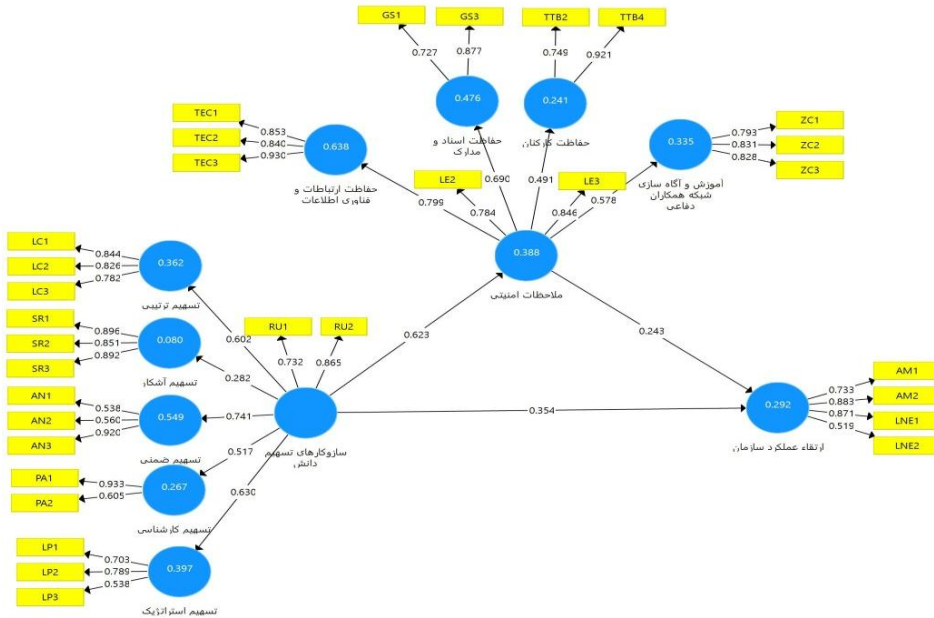 GS1
GS3
TTB2
TTB4
0.727
0.877
0.749
0.921
0.476
0.241
حفاظت اسناد و
مدارک
حفاظت کارکنان
TEC1
TEC2
TEC3
0.853
0.840
0.930
0.638
حفاظت ارتباطات و
فناوری اطلاعات
0.335
آموزش و آگاه سازی
شبکه همکاران
دفاعی
0.793
0.831
0.828
ZC1
ZC2
ZC3
LE2
LE3
0.799
0.784
0.690
0.491
0.846
0.578
0.388
ملاحظات امنیتی
LC1
LC2
LC3
0.844
0.826
0.782
0.362
تسهیم ترتیبی
SR1
SR2
SR3
0.896
0.851
0.892
0.080
تسهیم آشکار
AN1
AN2
AN3
0.538
0.560
0.920
0.549
تسهیم ضمنی
PA1
PA2
0.933
0.605
0.267
تسهیم کارشناسی
LP1
LP2
LP3
0.703
0.789
0.538
0.397
تسهیم استراتژیک
RU1
RU2
0.732
0.865
0.602
0.282
0.741
0.517
0.630
سازوکارهای تسهیم
دانش
0.623
0.243
0.354
0.292
ارتقاء عملکرد سازمان
0.733
0.883
0.871
0.519
AM1
AM2
LNE1
LNE2